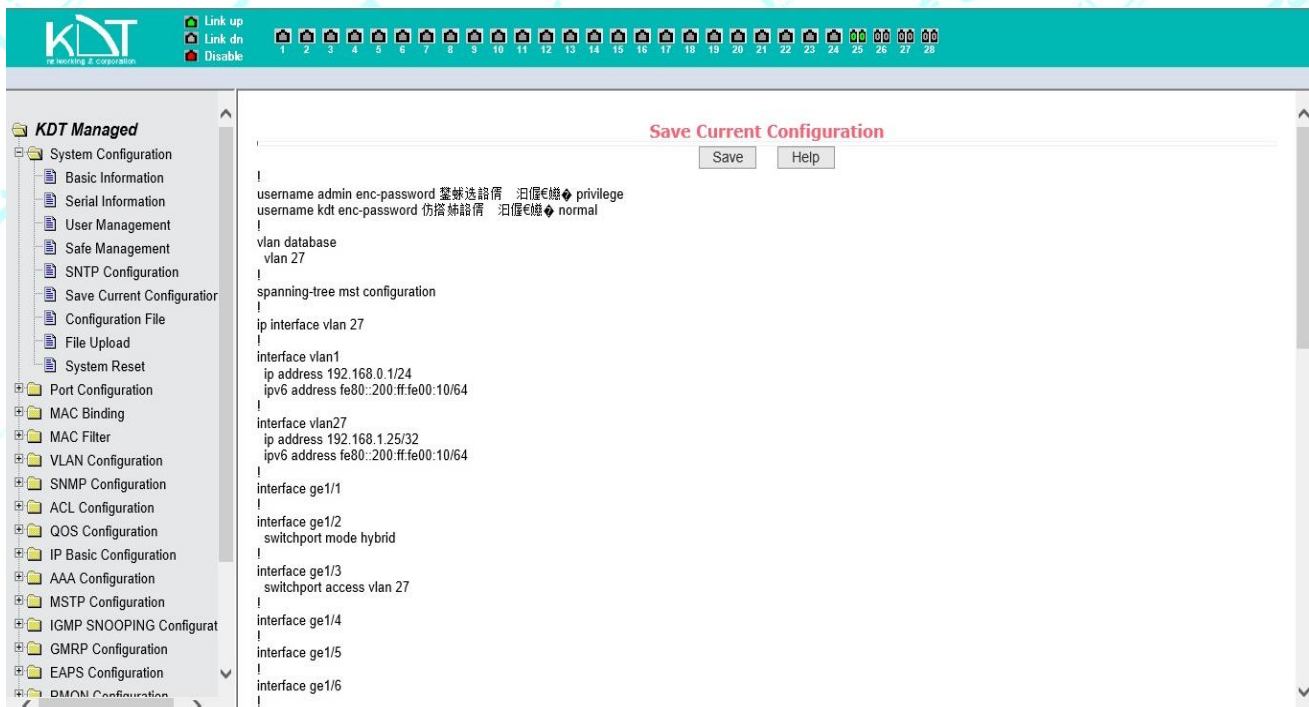 KDT
Link up
Link dn
Disable
1 2 3 4 5 6 7 8 9 10 11 12 13 14 15 16 17 18 19 20 21 22 23 24 25 26 27 28
KDT Managed
System Configuration
Basic Information
Serial Information
User Management
Safe Management
SNTP Configuration
Save Current Configuration
Configuration File
File Upload
System Reset
Port Configuration
MAC Binding
MAC Filter
VLAN Configuration
SNMP Configuration
ACL Configuration
QOS Configuration
IP Basic Configuration
AAA Configuration
MSTP Configuration
IGMP SNOOPING Configurat
GMRP Configuration
EAPS Configuration
RMON Configuration
Save Current Configuration
Save Help
!
username admin enc-password privilege
username kdt enc-password normal
!
vlan database
vlan 27
!
spanning-tree mst configuration
!
ip interface vlan 27
!
interface vlan1
ip address 192.168.0.1/24
ipv6 address fe80::200:ff:fe00:10/64
!
interface vlan27
ip address 192.168.1.25/32
ipv6 address fe80::200:ff:fe00:10/64
!
interface ge1/1
!
interface ge1/2
switchport mode hybrid
!
interface ge1/3
switchport access vlan 27
!
interface ge1/4
!
interface ge1/5
!
interface ge1/6
!